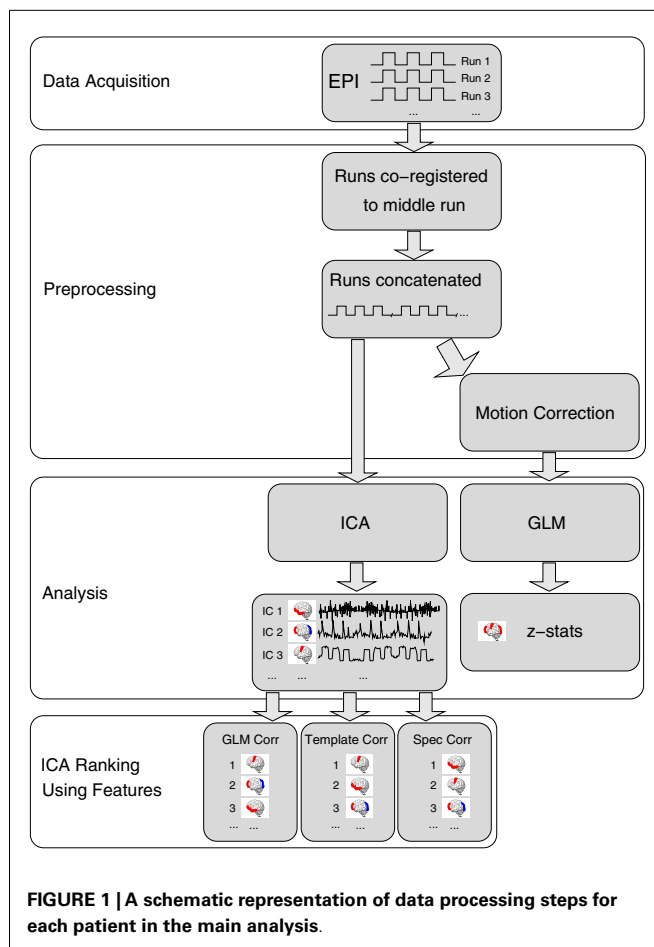 Data Acquisition
EPI
Run 1
Run 2
Run 3
... ...
Preprocessing
Runs co−registered
to middle run
Runs concatenated
...
Motion Correction
Analysis
ICA
GLM
IC 1
IC 2
IC 3
... ... ...
z−stats
ICA Ranking
Using Features
GLM Corr
1
2
3
... ...
Template Corr
1
2
3
... ...
Spec Corr
1
2
3
... ...
FIGURE 1 | A schematic representation of data processing steps for
each patient in the main analysis.